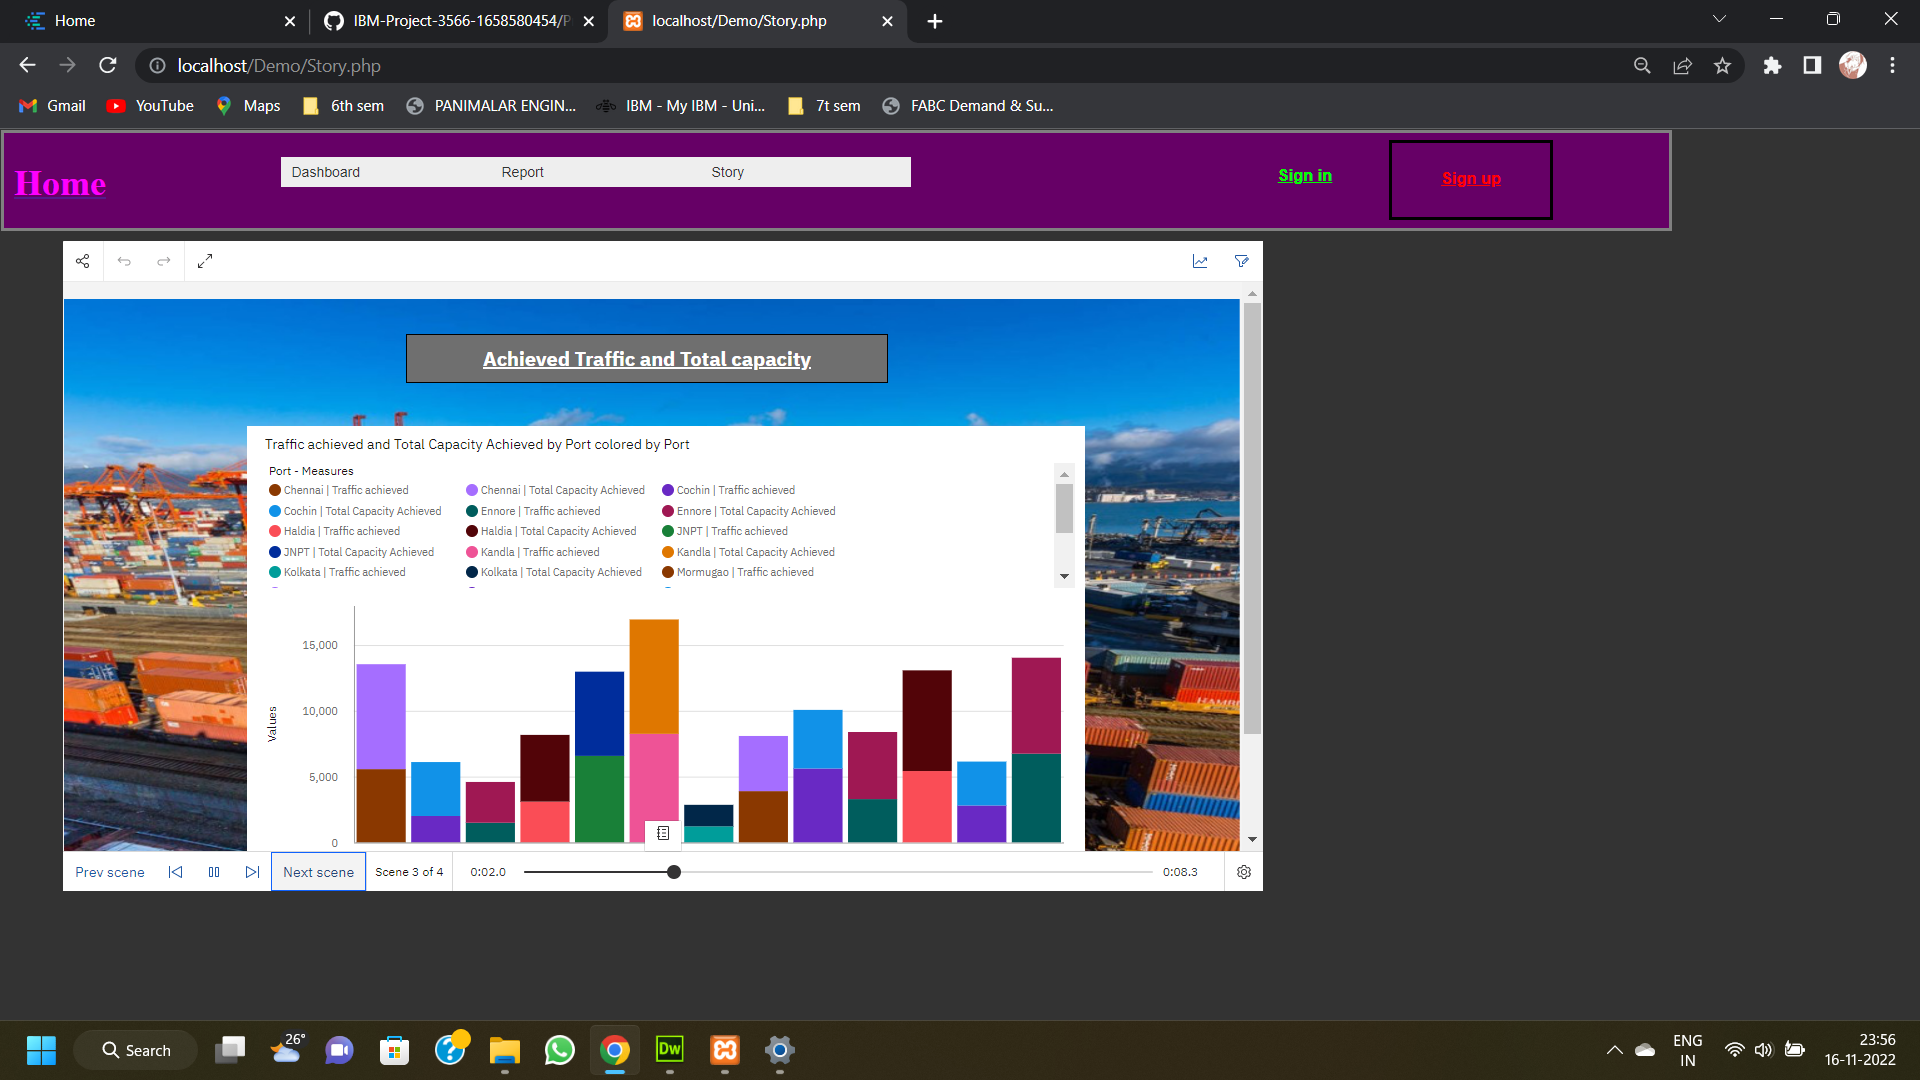 Home
IBM-Project-3566-1658580454/P
localhost/Demo/Story.php
localhost/Demo/Story.php
Gmail
YouTube
Maps
6th sem
PANIMALAR ENGIN...
IBM - My IBM - Uni...
7t sem
FABC Demand & Su...
Home
Dashboard
Report
Story
Sign in
Sign up
Achieved Traffic and Total capacity
Traffic achieved and Total Capacity Achieved by Port colored by Port
Port - Measures
Chennai | Traffic achieved
Chennai | Total Capacity Achieved
Cochin | Traffic achieved
Cochin | Total Capacity Achieved
Ennore | Traffic achieved
Ennore | Total Capacity Achieved
Haldia | Traffic achieved
Haldia | Total Capacity Achieved
JNPT | Traffic achieved
JNPT | Total Capacity Achieved
Kandla | Traffic achieved
Kandla | Total Capacity Achieved
Kolkata | Traffic achieved
Kolkata | Total Capacity Achieved
Mormugao | Traffic achieved
Values
15,000
10,000
5,000
0
Prev scene
Next scene
Scene 3 of 4
0:02.0
0:08.3
Search
26°
Dw
ENG
IN
23:56
16-11-2022